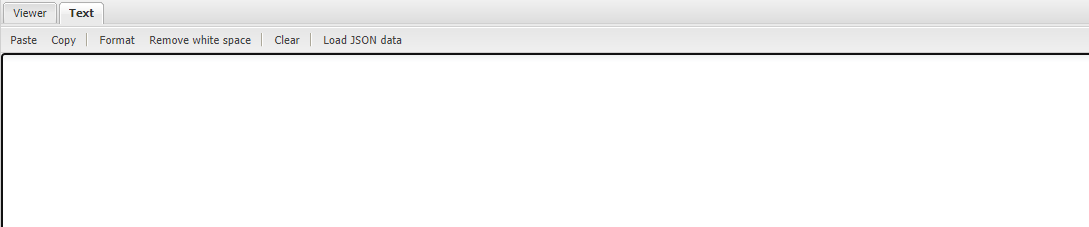 Viewer Text
Paste Copy Format Remove white space Clear Load JSON data